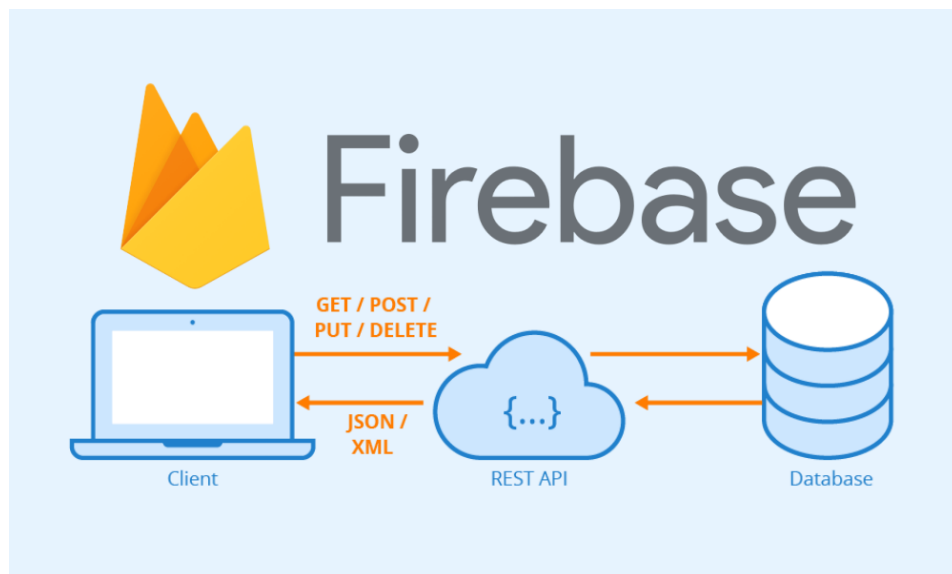 Firebase
GET / POST /
PUT / DELETE
{...}
JSON /
XML
Client
REST API
Database